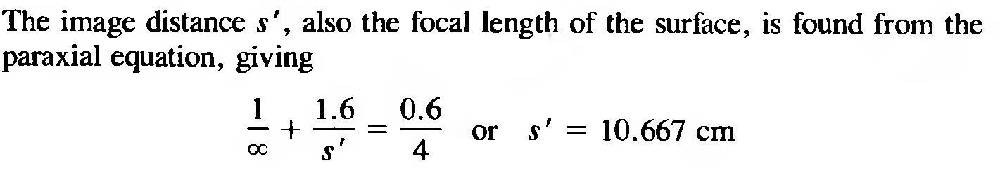 The image distance s′, also the focal length of the surface, is found from the
paraxial equation, giving
1/∞ + 1.6/s′ = 0.6/4 or s′ = 10.667 cm